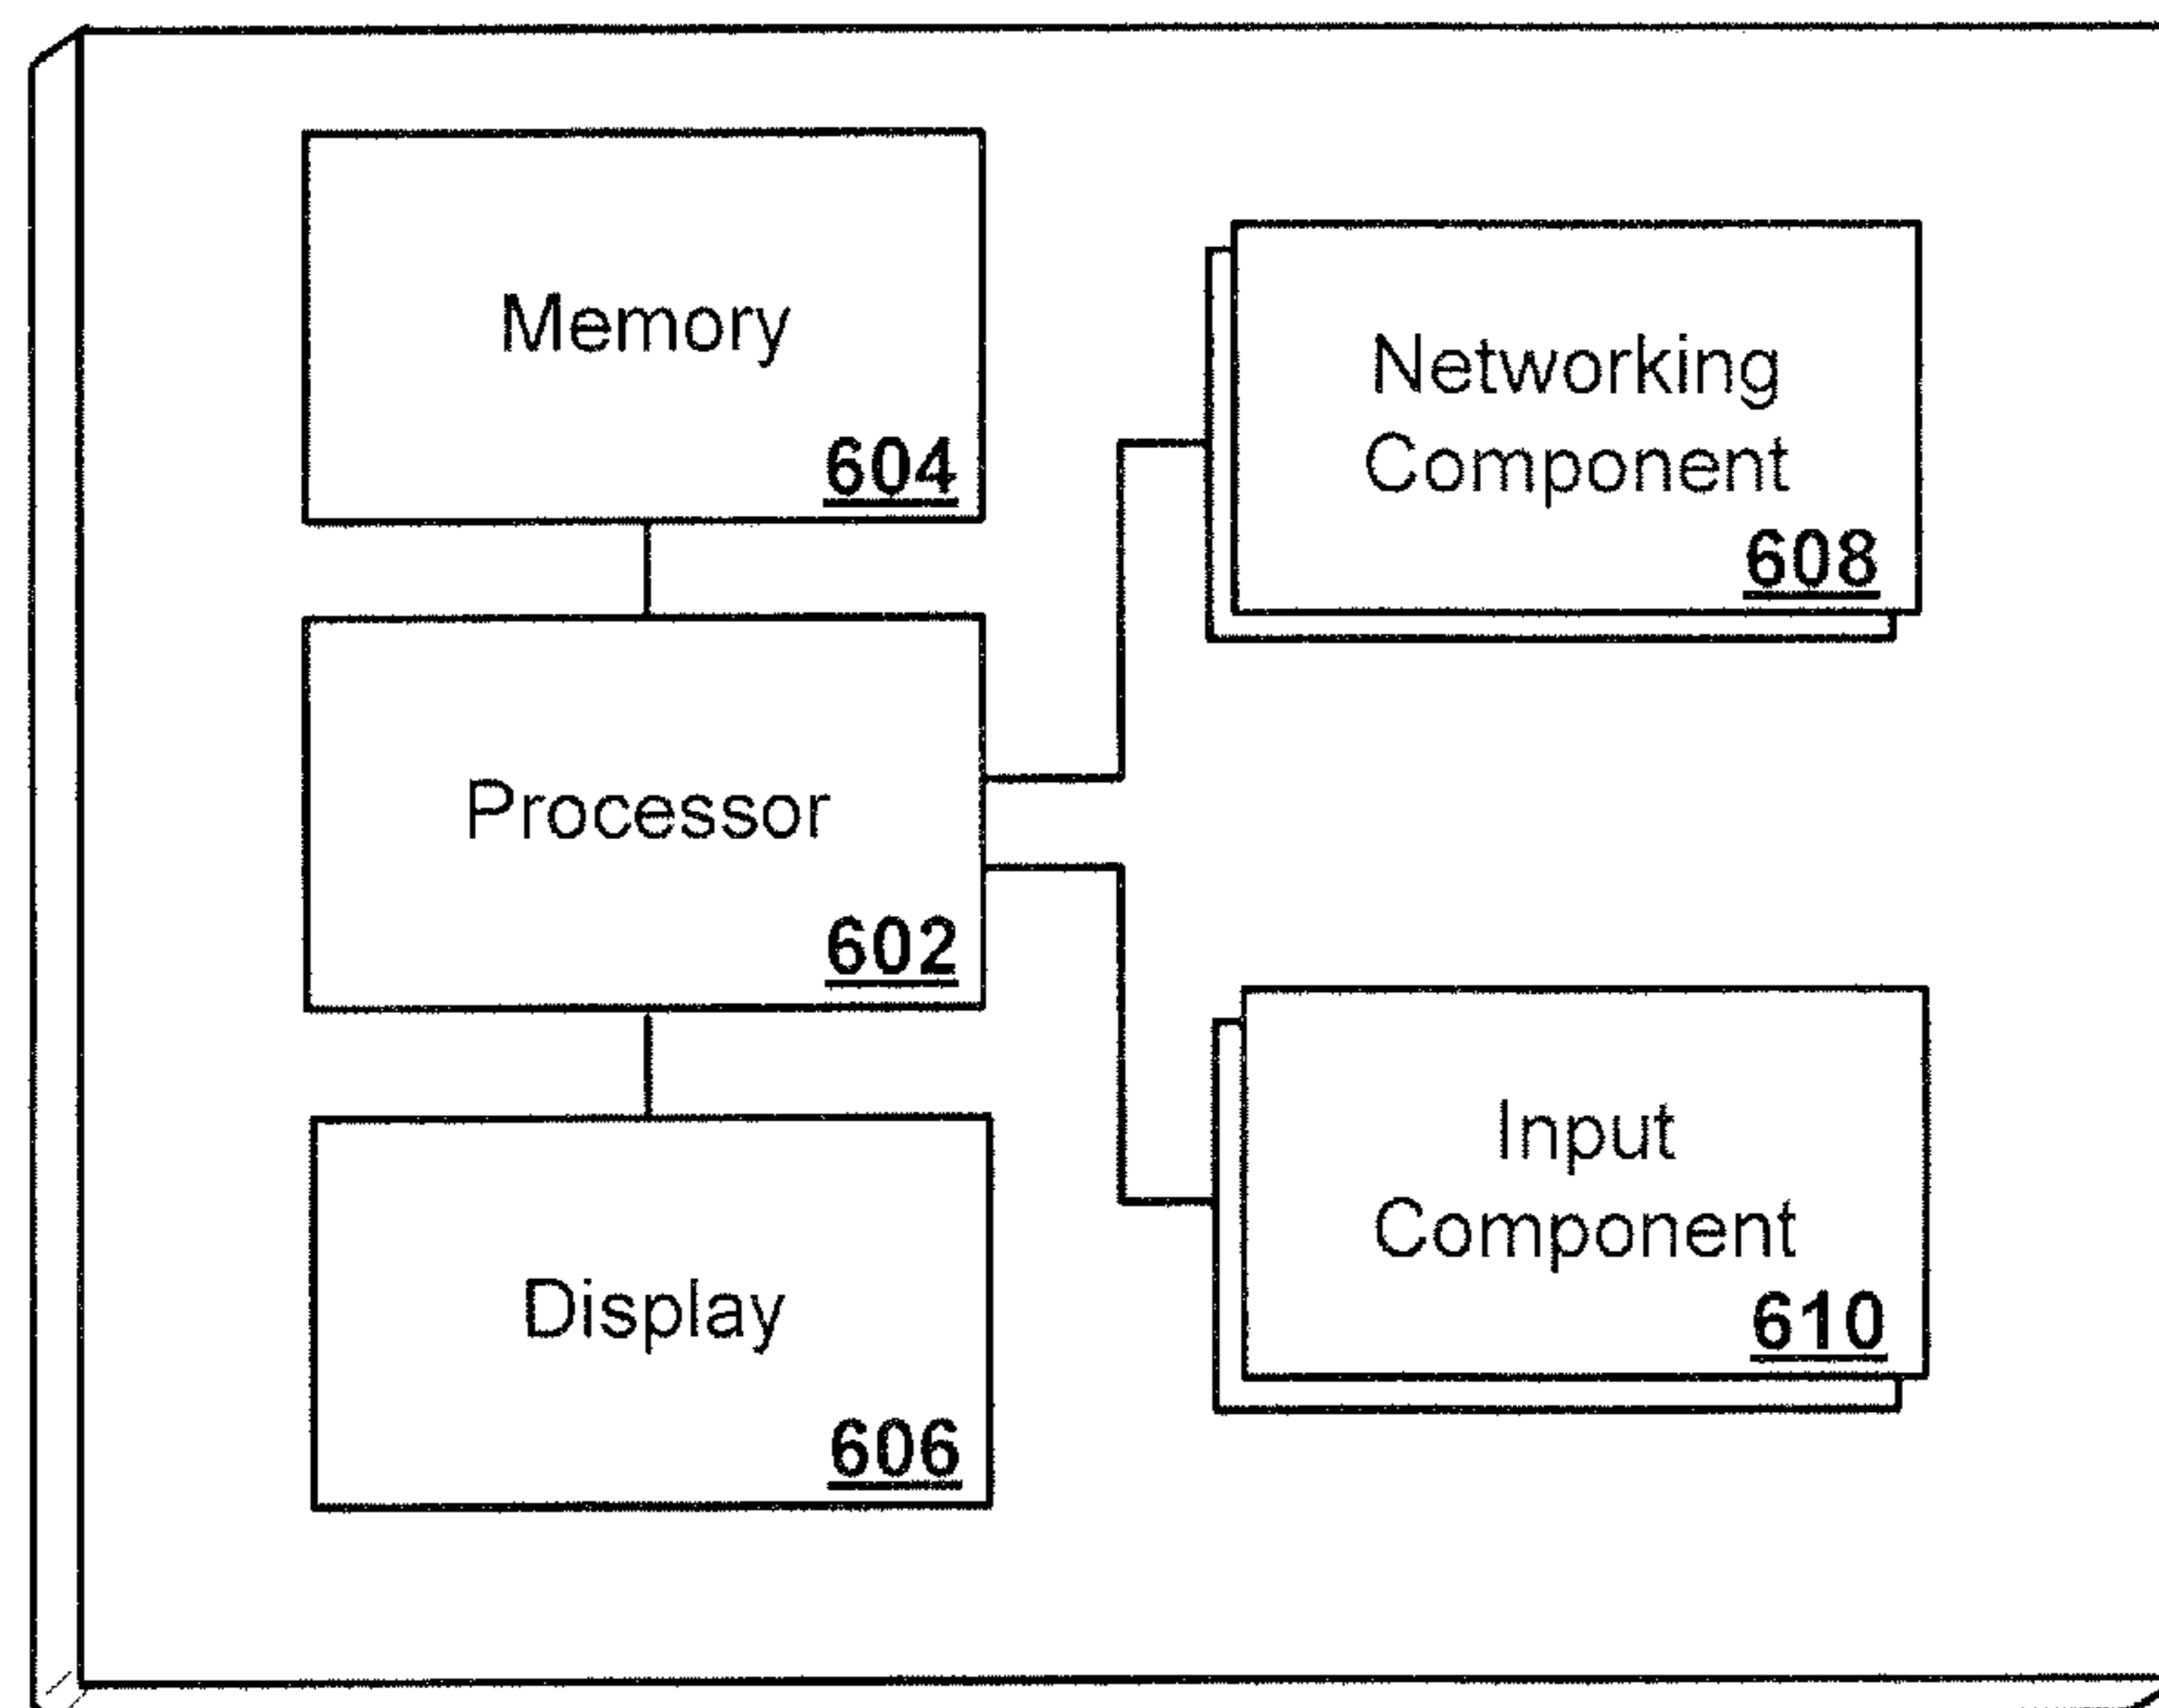 Memory
604
Networking
Component
608
Processor
602
Input
Component
610
Display
606